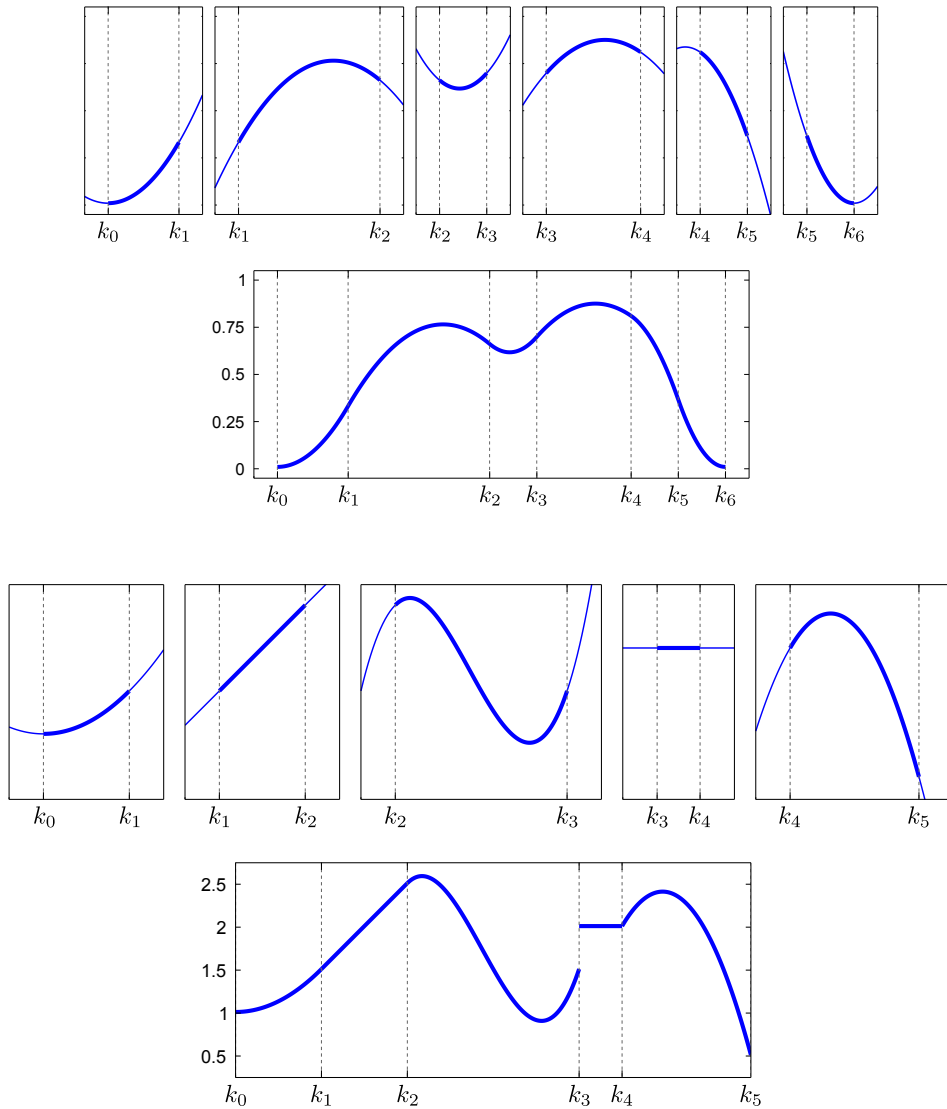 k₀ k₁ k₁ k₂ k₂ k₃ k₃ k₄ k₄ k₅ k₅ k₆
1
0.75
0.5
0.25
0
k₀ k₁ k₂ k₃ k₄ k₅ k₆
k₀ k₁ k₁ k₂ k₂ k₃ k₃ k₄ k₄ k₅
2.5
2
1.5
1
0.5
k₀ k₁ k₂ k₃ k₄ k₅